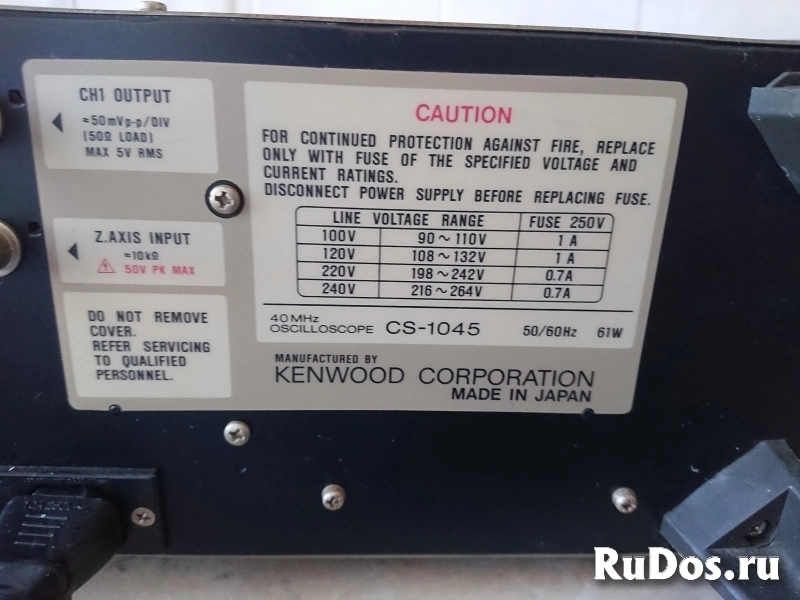 CH1 OUTPUT
≈50mVp-p/DIV
(50Ω LOAD)
MAX 5V RMS
Z.AXIS INPUT
≈10kΩ
50V PK MAX
DO NOT REMOVE
COVER.
REFER SERVICING
TO QUALIFIED
PERSONNEL.
CAUTION
FOR CONTINUED PROTECTION AGAINST FIRE, REPLACE
ONLY WITH FUSE OF THE SPECIFIED VOLTAGE AND
CURRENT RATINGS.
DISCONNECT POWER SUPPLY BEFORE REPLACING FUSE.
LINE VOLTAGE RANGE FUSE 250V
100V 90~110V 1 A
120V 108~132V 1 A
220V 198~242V 0.7A
240V 216~264V 0.7A
40MHz
OSCILLOSCOPE CS-1045 50/60Hz 61W
MANUFACTURED BY
KENWOOD CORPORATION
MADE IN JAPAN
RuDos.ru